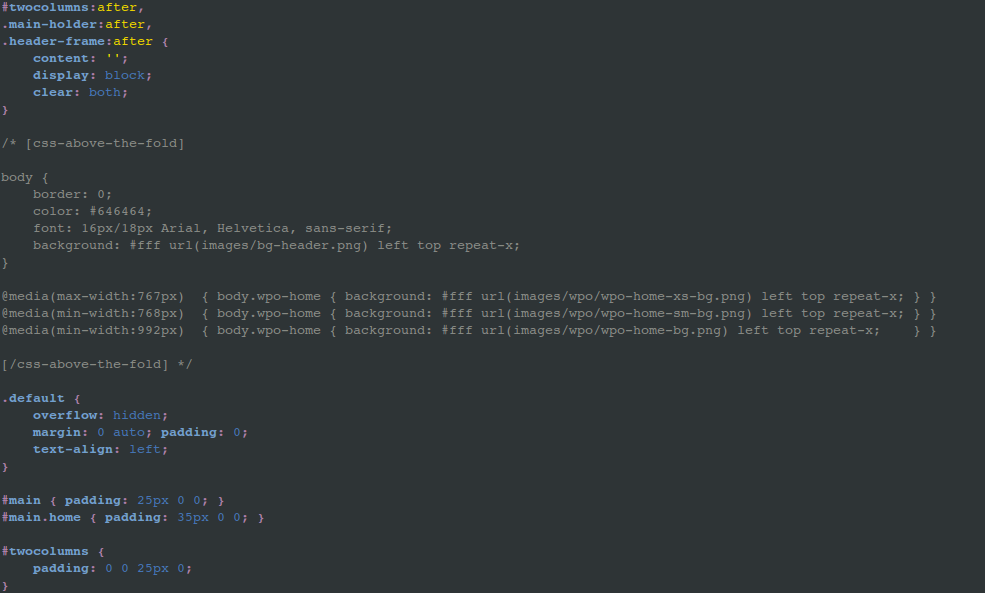 #twocolumns:after,
.main-holder:after,
.header-frame:after {
    content: '';
    display: block;
    clear: both;
}

/* [css-above-the-fold]

body {
    border: 0;
    color: #646464;
    font: 16px/18px Arial, Helvetica, sans-serif;
    background: #fff url(images/bg-header.png) left top repeat-x;
}

@media(max-width:767px)  { body.wpo-home { background: #fff url(images/wpo/wpo-home-xs-bg.png) left top repeat-x; } }
@media(min-width:768px)  { body.wpo-home { background: #fff url(images/wpo/wpo-home-sm-bg.png) left top repeat-x; } }
@media(min-width:992px)  { body.wpo-home { background: #fff url(images/wpo/wpo-home-bg.png) left top repeat-x;    } }

[/css-above-the-fold] */

.default {
    overflow: hidden;
    margin: 0 auto; padding: 0;
    text-align: left;
}

#main { padding: 25px 0 0; }
#main.home { padding: 35px 0 0; }

#twocolumns {
    padding: 0 0 25px 0;
}